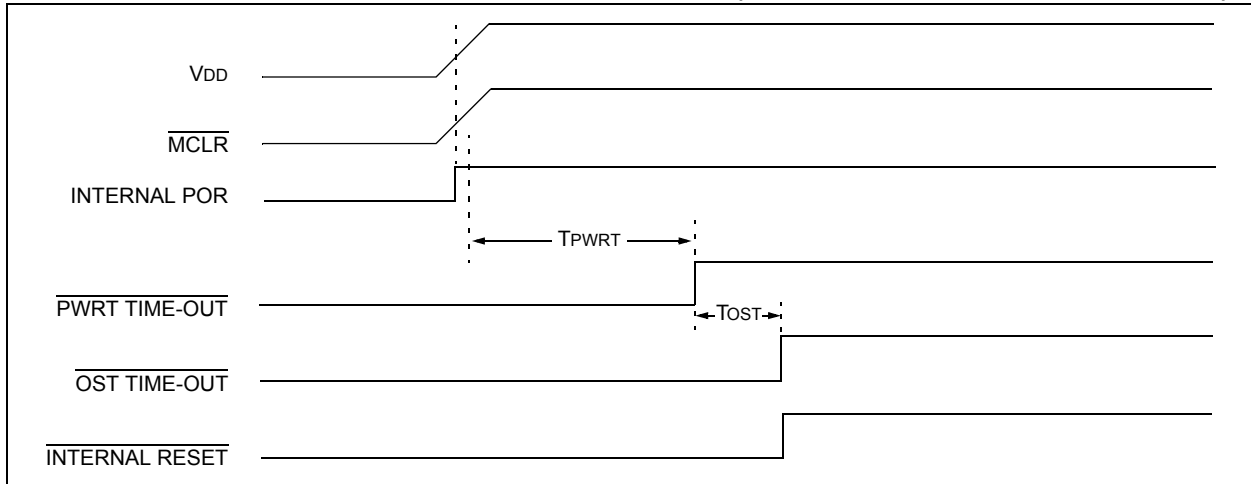 VDD
MCLR
INTERNAL POR
TPWRT
PWRT TIME-OUT
TOST
OST TIME-OUT
INTERNAL RESET